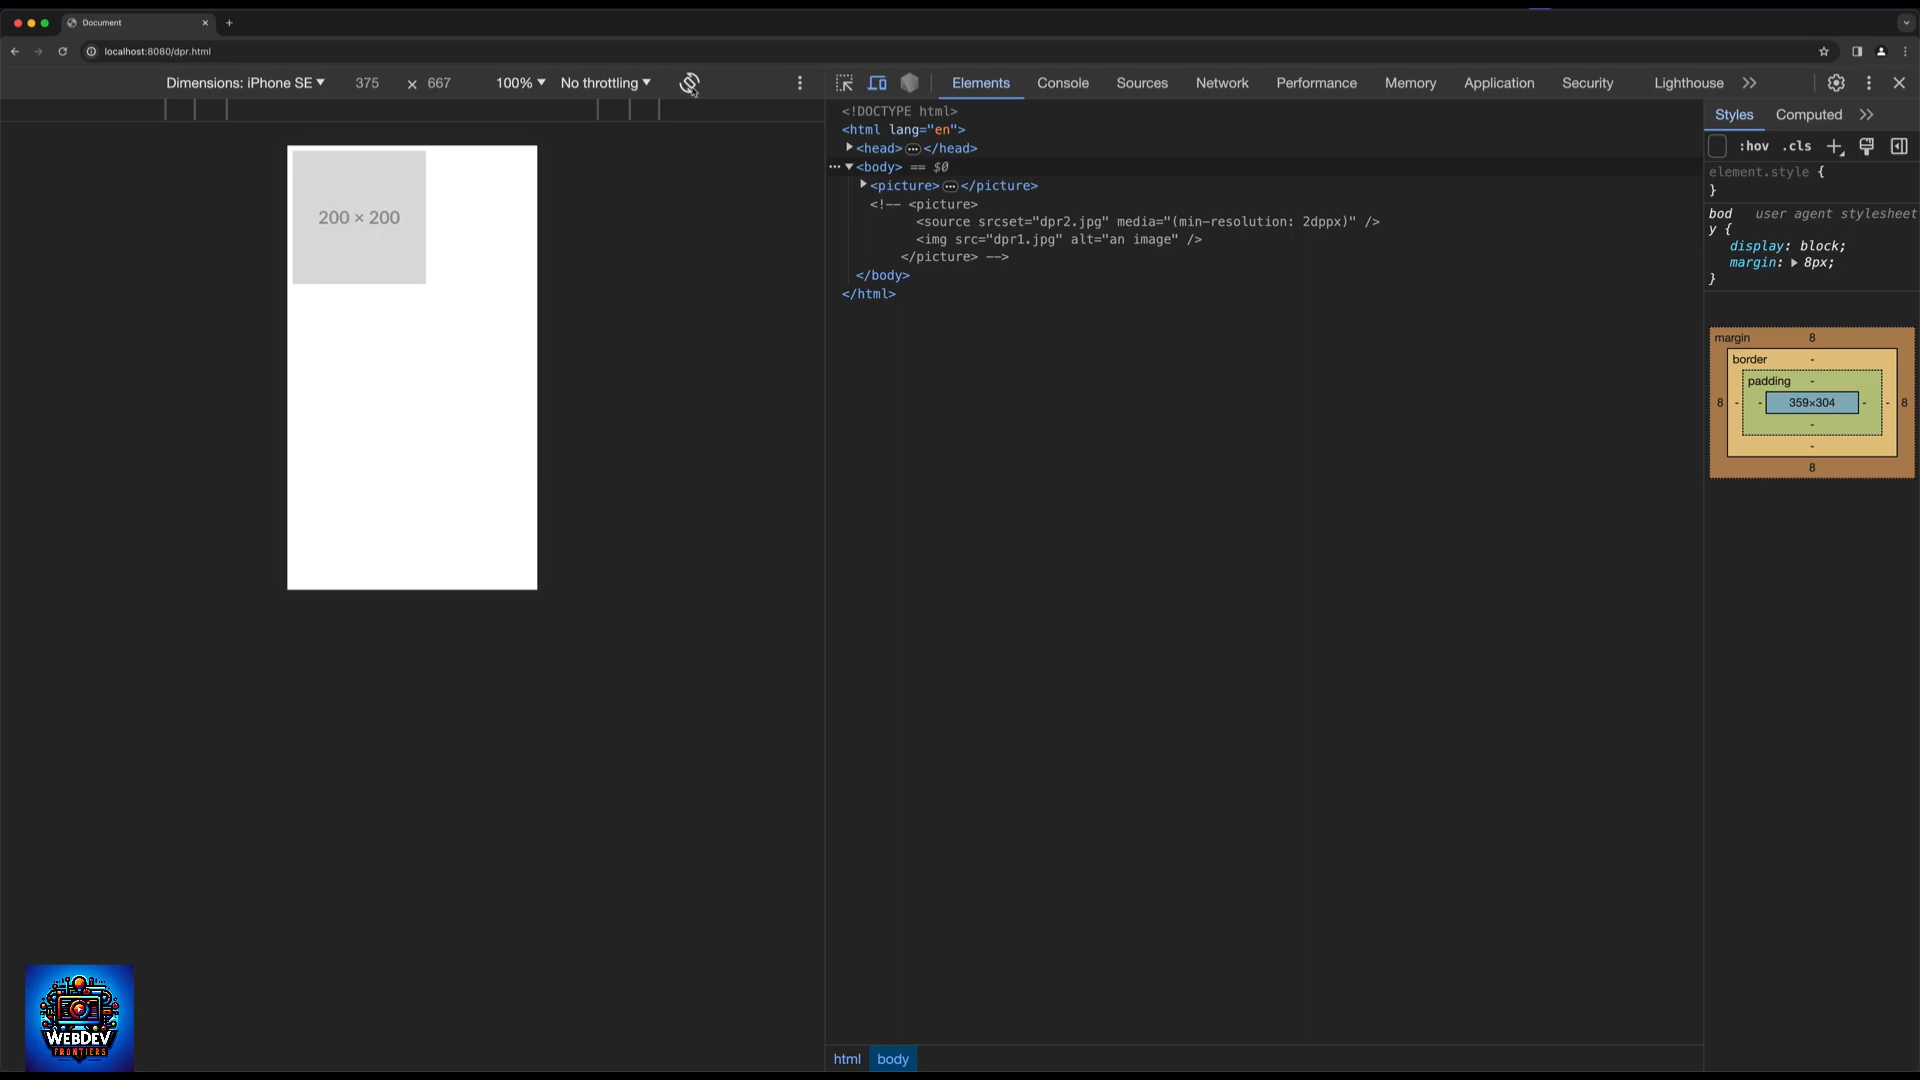 Document
localhost:8080/dpr.html
Dimensions: iPhone SE 375 × 667 100% No throttling
Elements Console Sources Network Performance Memory Application Security Lighthouse
200 × 200
<!DOCTYPE html>
<html lang="en">
<head>…</head>
<body> == $0
<picture>…</picture>
<!-- <picture>
<source srcset="dpr2.jpg" media="(min-resolution: 2dppx)" />
<img src="dpr1.jpg" alt="an image" />
</picture> -->
</body>
</html>
Styles Computed
:hov .cls
element.style {
}
bod user agent stylesheet
y {
display: block;
margin: 8px;
}
margin 8
border -
padding -
8 - - 359×304 - - 8
-
-
8
WEBDEV
FRONTIERS
html body